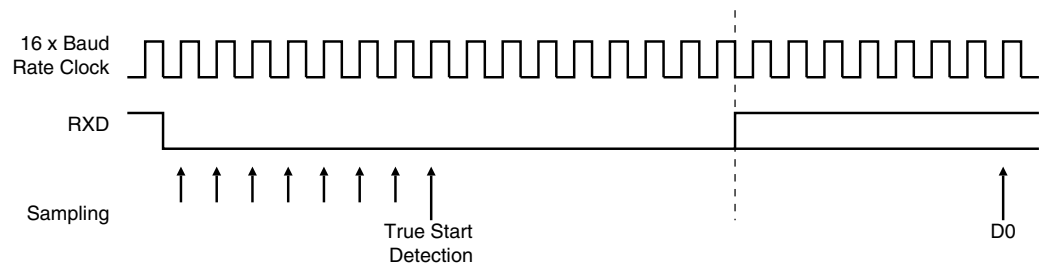 16 x Baud
Rate Clock
RXD
Sampling
True Start
Detection
D0